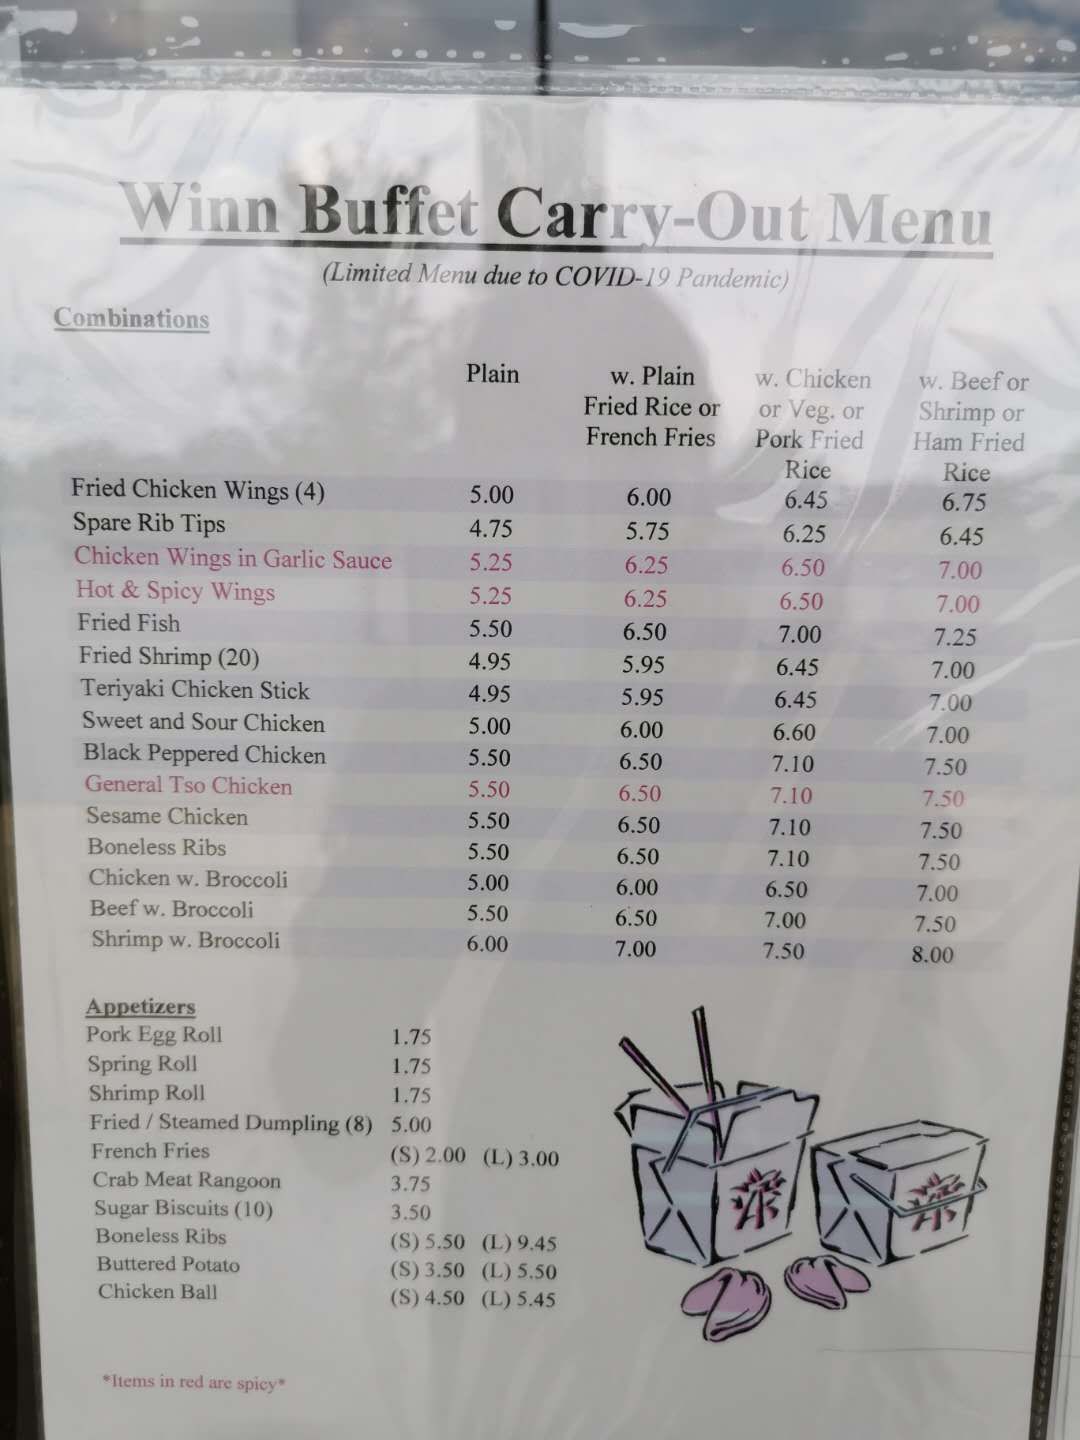 Winn Buffet Carry-Out Menu
(Limited Menu due to COVID-19 Pandemic)
Combinations
Plain w. Plain w. Chicken w. Beef or
Fried Rice or or Veg. or Shrimp or
French Fries Pork Fried Ham Fried
Rice Rice
Fried Chicken Wings (4) 5.00 6.00 6.45 6.75
Spare Rib Tips 4.75 5.75 6.25 6.45
Chicken Wings in Garlic Sauce 5.25 6.25 6.50 7.00
Hot & Spicy Wings 5.25 6.25 6.50 7.00
Fried Fish 5.50 6.50 7.00 7.25
Fried Shrimp (20) 4.95 5.95 6.45 7.00
Teriyaki Chicken Stick 4.95 5.95 6.45 7.00
Sweet and Sour Chicken 5.00 6.00 6.60 7.00
Black Peppered Chicken 5.50 6.50 7.10 7.50
General Tso Chicken 5.50 6.50 7.10 7.50
Sesame Chicken 5.50 6.50 7.10 7.50
Boneless Ribs 5.50 6.50 7.10 7.50
Chicken w. Broccoli 5.00 6.00 6.50 7.00
Beef w. Broccoli 5.50 6.50 7.00 7.50
Shrimp w. Broccoli 6.00 7.00 7.50 8.00
Appetizers
Pork Egg Roll 1.75
Spring Roll 1.75
Shrimp Roll 1.75
Fried / Steamed Dumpling (8) 5.00
French Fries (S) 2.00 (L) 3.00
Crab Meat Rangoon 3.75
Sugar Biscuits (10) 3.50
Boneless Ribs (S) 5.50 (L) 9.45
Buttered Potato (S) 3.50 (L) 5.50
Chicken Ball (S) 4.50 (L) 5.45
*Items in red are spicy*